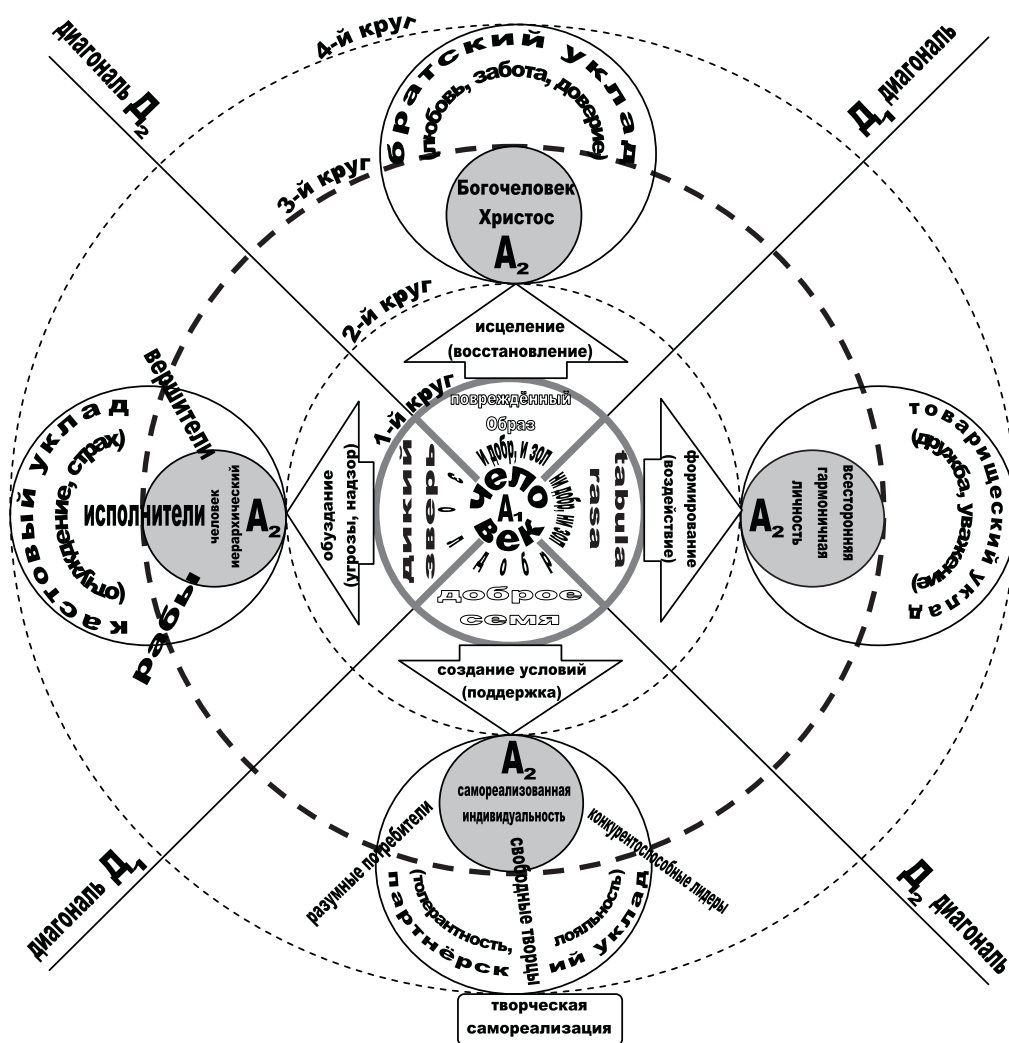 4-й круг
диагональ Д2
Д1 диагональ
братский уклад
(любовь, забота, доверие)
3-й круг
Богочеловек
Христос
А2
2-й круг
исцеление
(восстановление)
1-й круг
повреждённый
Образ
и добр, и зол
вершители
кастовый уклад
(отчуждение, страх)
исполнители
человек
иерархический
А2
рабы
обуздание
(угрозы, надзор)
дикий
зверь
зол
чело
А1
век
ни добр, ни зол
tabula
rasa
добр
доброе
семя
формирование
(воздействие)
А2
всесторонняя
гармоничная
личность
товарищеский уклад
(дружба, уважение)
создание условий
(поддержка)
А2
самореализованная
индивидуальность
разумные потребители
свободные творцы
конкурентоспособные лидеры
(толерантность, лояльность)
партнёрский уклад
диагональ Д1
Д2 диагональ
творческая
самореализация